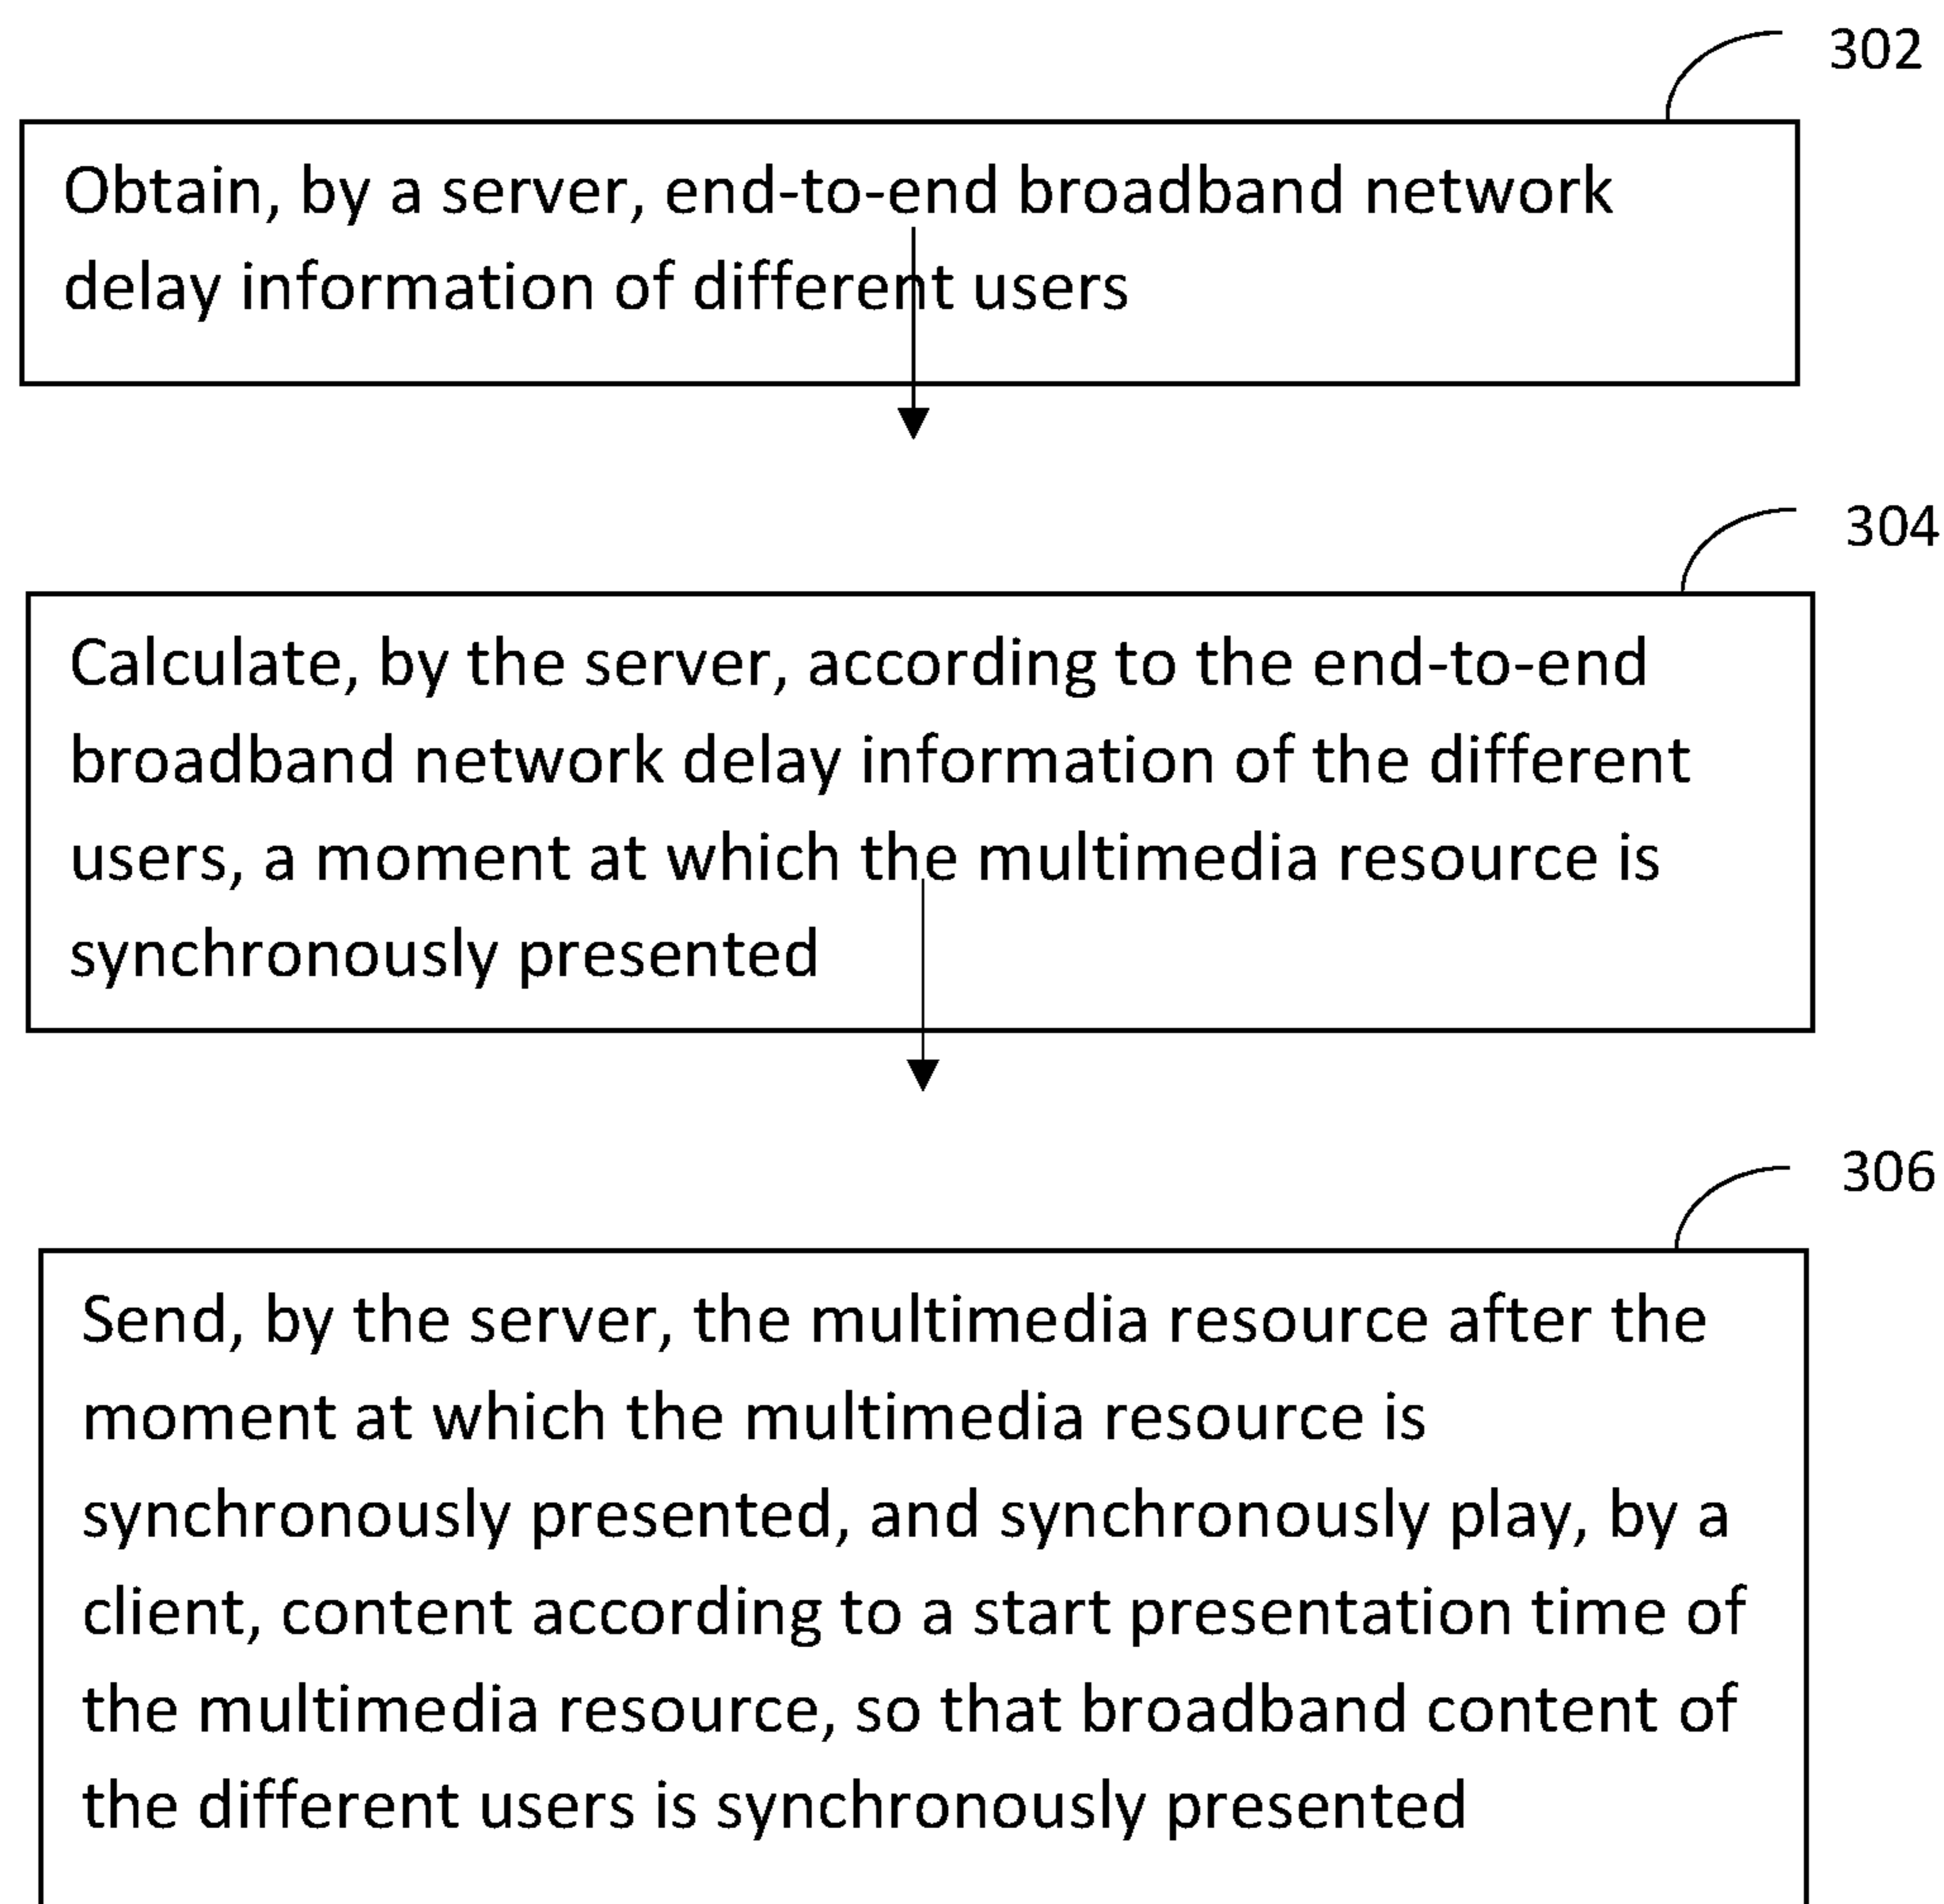 302
Obtain, by a server, end-to-end broadband network
delay information of different users
304
Calculate, by the server, according to the end-to-end
broadband network delay information of the different
users, a moment at which the multimedia resource is
synchronously presented
306
Send, by the server, the multimedia resource after the
moment at which the multimedia resource is
synchronously presented, and synchronously play, by a
client, content according to a start presentation time of
the multimedia resource, so that broadband content of
the different users is synchronously presented